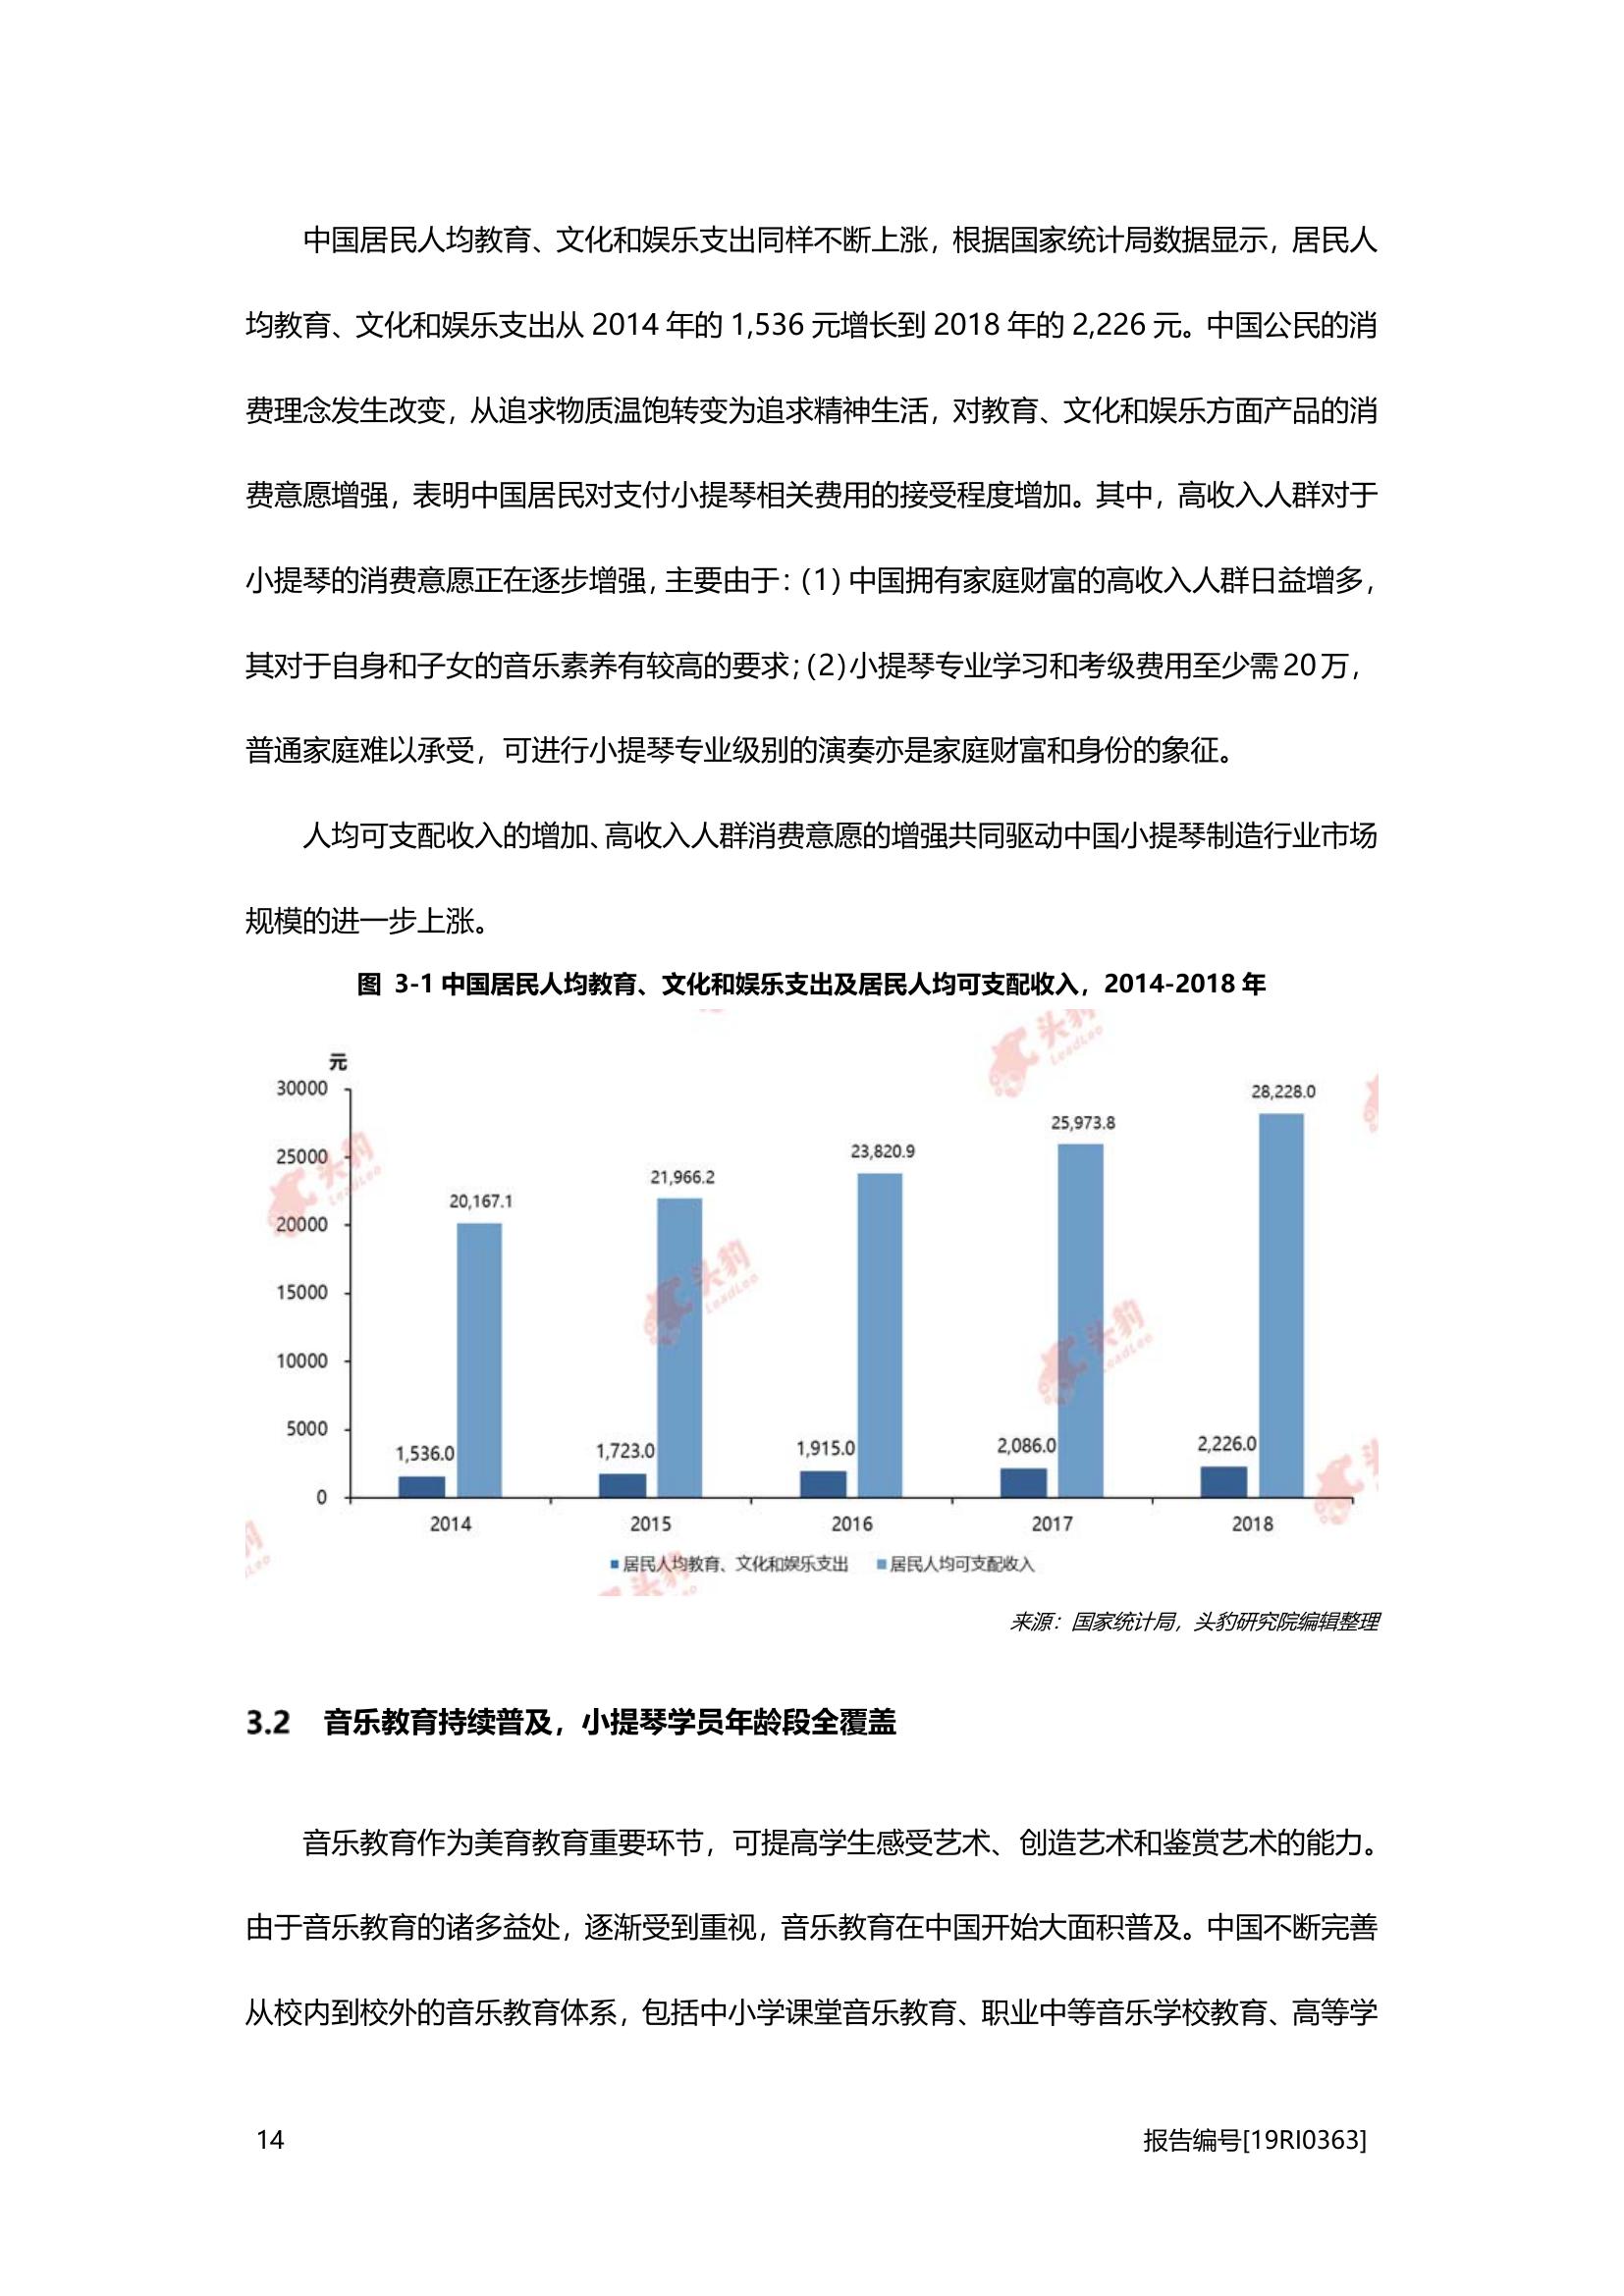 中国居民人均教育、文化和娱乐支出同样不断上涨，根据国家统计局数据显示，居民人
均教育、文化和娱乐支出从 2014 年的 1,536 元增长到 2018 年的 2,226 元。中国公民的消
费理念发生改变，从追求物质温饱转变为追求精神生活，对教育、文化和娱乐方面产品的消
费意愿增强，表明中国居民对支付小提琴相关费用的接受程度增加。其中，高收入人群对于
小提琴的消费意愿正在逐步增强，主要由于：(1) 中国拥有家庭财富的高收入人群日益增多，
其对于自身和子女的音乐素养有较高的要求；(2)小提琴专业学习和考级费用至少需 20 万，
普通家庭难以承受，可进行小提琴专业级别的演奏亦是家庭财富和身份的象征。
人均可支配收入的增加、高收入人群消费意愿的增强共同驱动中国小提琴制造行业市场
规模的进一步上涨。
图 3-1 中国居民人均教育、文化和娱乐支出及居民人均可支配收入，2014-2018 年
元
30000
25000
20000
15000
10000
5000
0
20,167.1
21,966.2
23,820.9
25,973.8
28,228.0
1,536.0
1,723.0
1,915.0
2,086.0
2,226.0
2014
2015
2016
2017
2018
居民人均教育、文化和娱乐支出 居民人均可支配收入
头豹
LeadLeo
头豹
LeadLeo
头豹
LeadLeo
头豹
LeadLeo
来源：国家统计局，头豹研究院编辑整理
3.2 音乐教育持续普及，小提琴学员年龄段全覆盖
音乐教育作为美育教育重要环节，可提高学生感受艺术、创造艺术和鉴赏艺术的能力。
由于音乐教育的诸多益处，逐渐受到重视，音乐教育在中国开始大面积普及。中国不断完善
从校内到校外的音乐教育体系，包括中小学课堂音乐教育、职业中等音乐学校教育、高等学
14
报告编号[19RI0363]